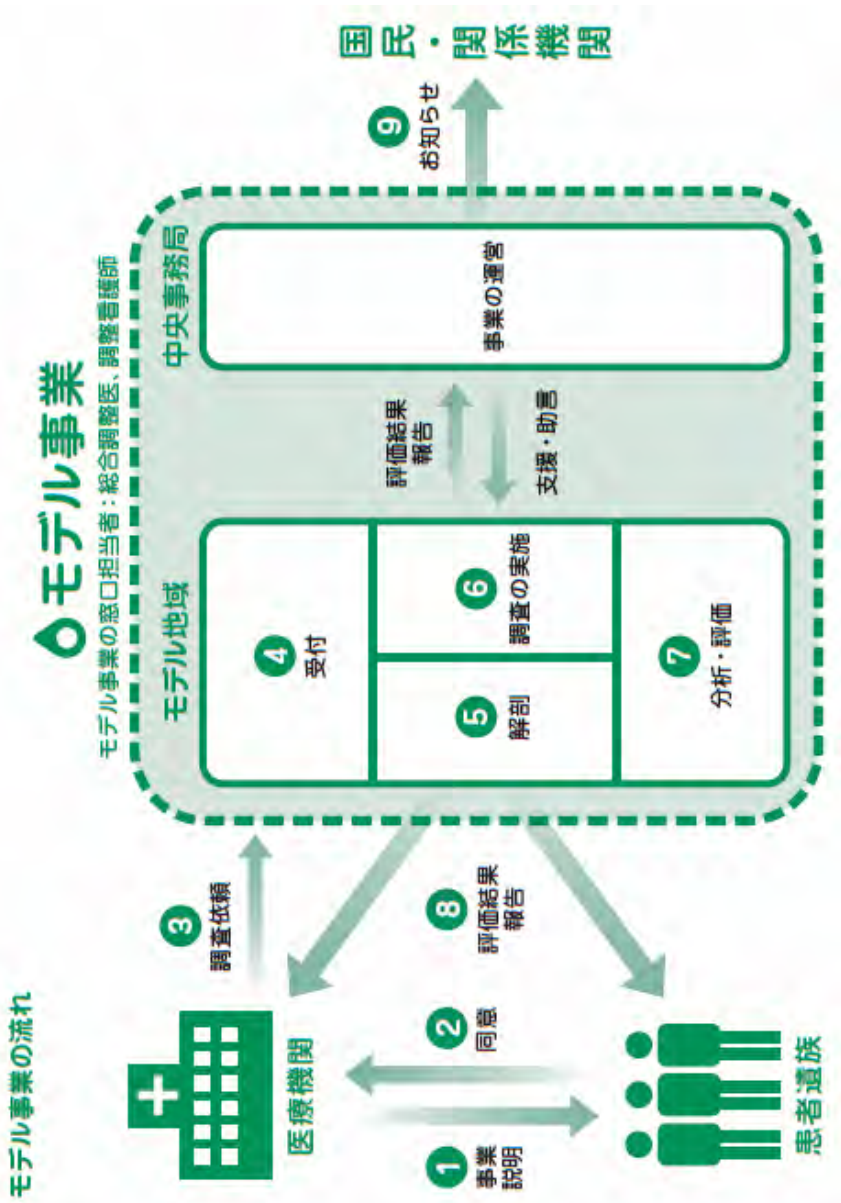 モデル事業の流れ
モデル事業
モデル事業の窓口担当者：総合調整医、調整看護師
医療機関
1
事業
説明
2
同意
患者遺族
3
調査依頼
8
評価結果
報告
モデル地域
4
受付
5
解剖
6
調査の実施
7
分析・評価
評価結果
報告
支援・助言
中央事務局
事業の運営
9
お知らせ
国民・関係機関